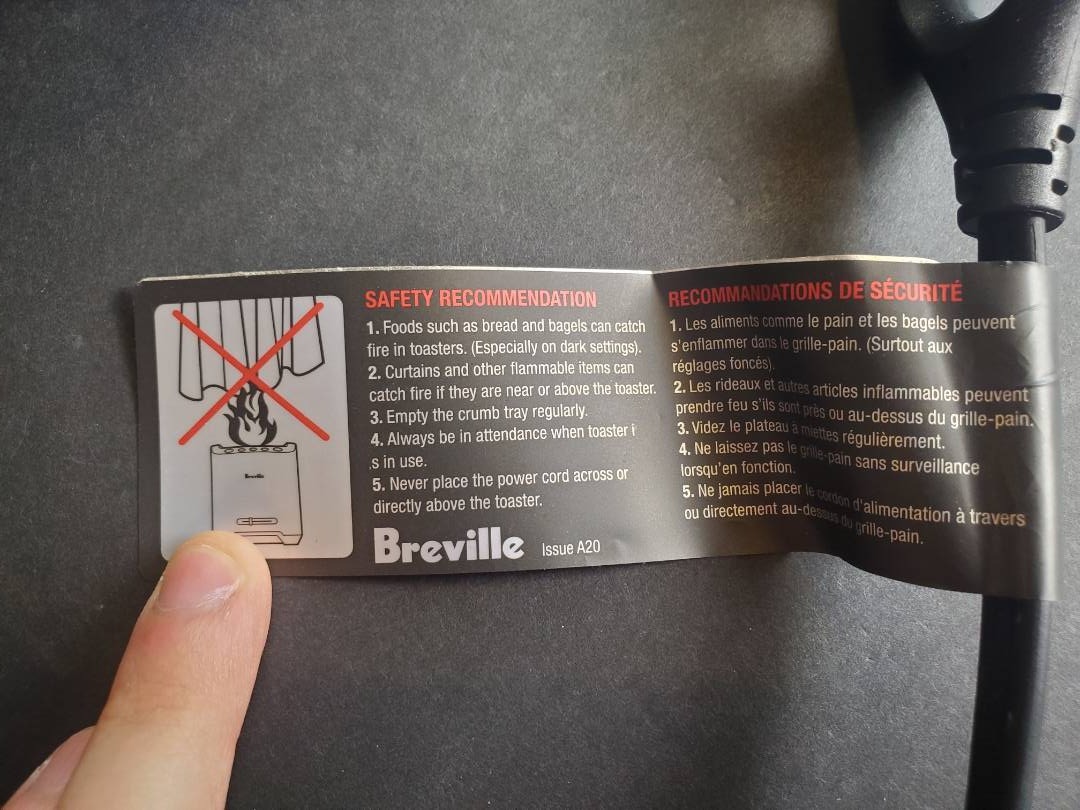 SAFETY RECOMMENDATION
1. Foods such as bread and bagels can catch
fire in toasters. (Especially on dark settings).
2. Curtains and other flammable items can
catch fire if they are near or above the toaster.
3. Empty the crumb tray regularly.
4. Always be in attendance when toaster i
.s in use.
5. Never place the power cord across or
directly above the toaster.
Breville Issue A20
RECOMMANDATIONS DE SÉCURITÉ
1. Les aliments comme le pain et les bagels peuvent
s'enflammer dans le grille-pain. (Surtout aux
réglages foncés).
2. Les rideaux et autres articles inflammables peuvent
prendre feu s'ils sont près ou au-dessus du grille-pain.
3. Videz le plateau à miettes régulièrement.
4. Ne laissez pas le grille-pain sans surveillance
lorsqu'en fonction.
5. Ne jamais placer le cordon d'alimentation à travers
ou directement au-dessus du grille-pain.
Breville